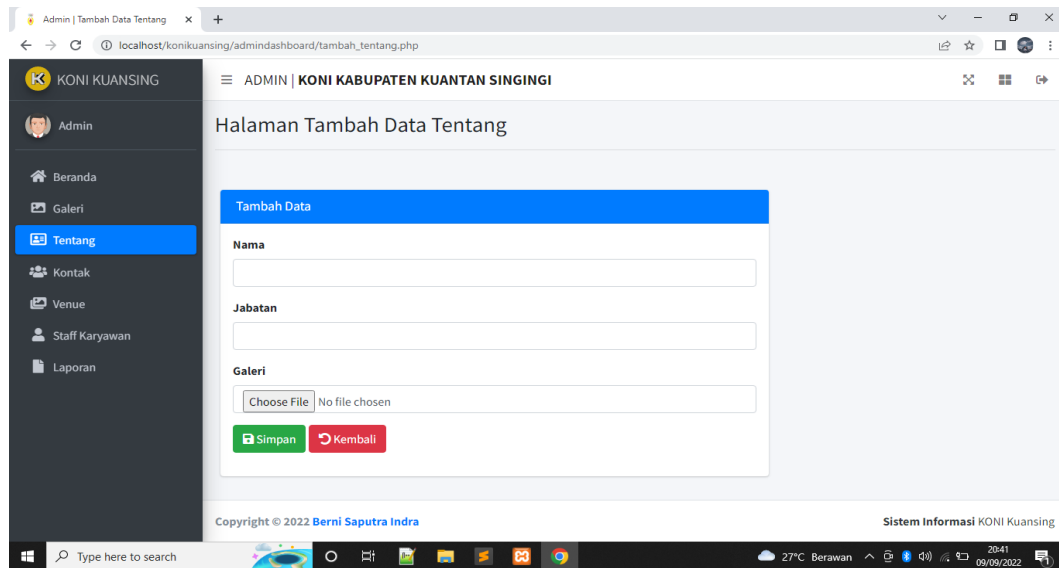 Admin | Tambah Data Tentang
localhost/konikuansing/admindashboard/tambah_tentang.php
KONI KUANSING
ADMIN | KONI KABUPATEN KUANTAN SINGINGI
Admin
Halaman Tambah Data Tentang
Beranda
Galeri
Tentang
Kontak
Venue
Staff Karyawan
Laporan
Tambah Data
Nama
Jabatan
Galeri
Choose File No file chosen
Simpan Kembali
Copyright © 2022 Berni Saputra Indra
Sistem Informasi KONI Kuansing
Type here to search
27°C Berawan
20:41
09/09/2022